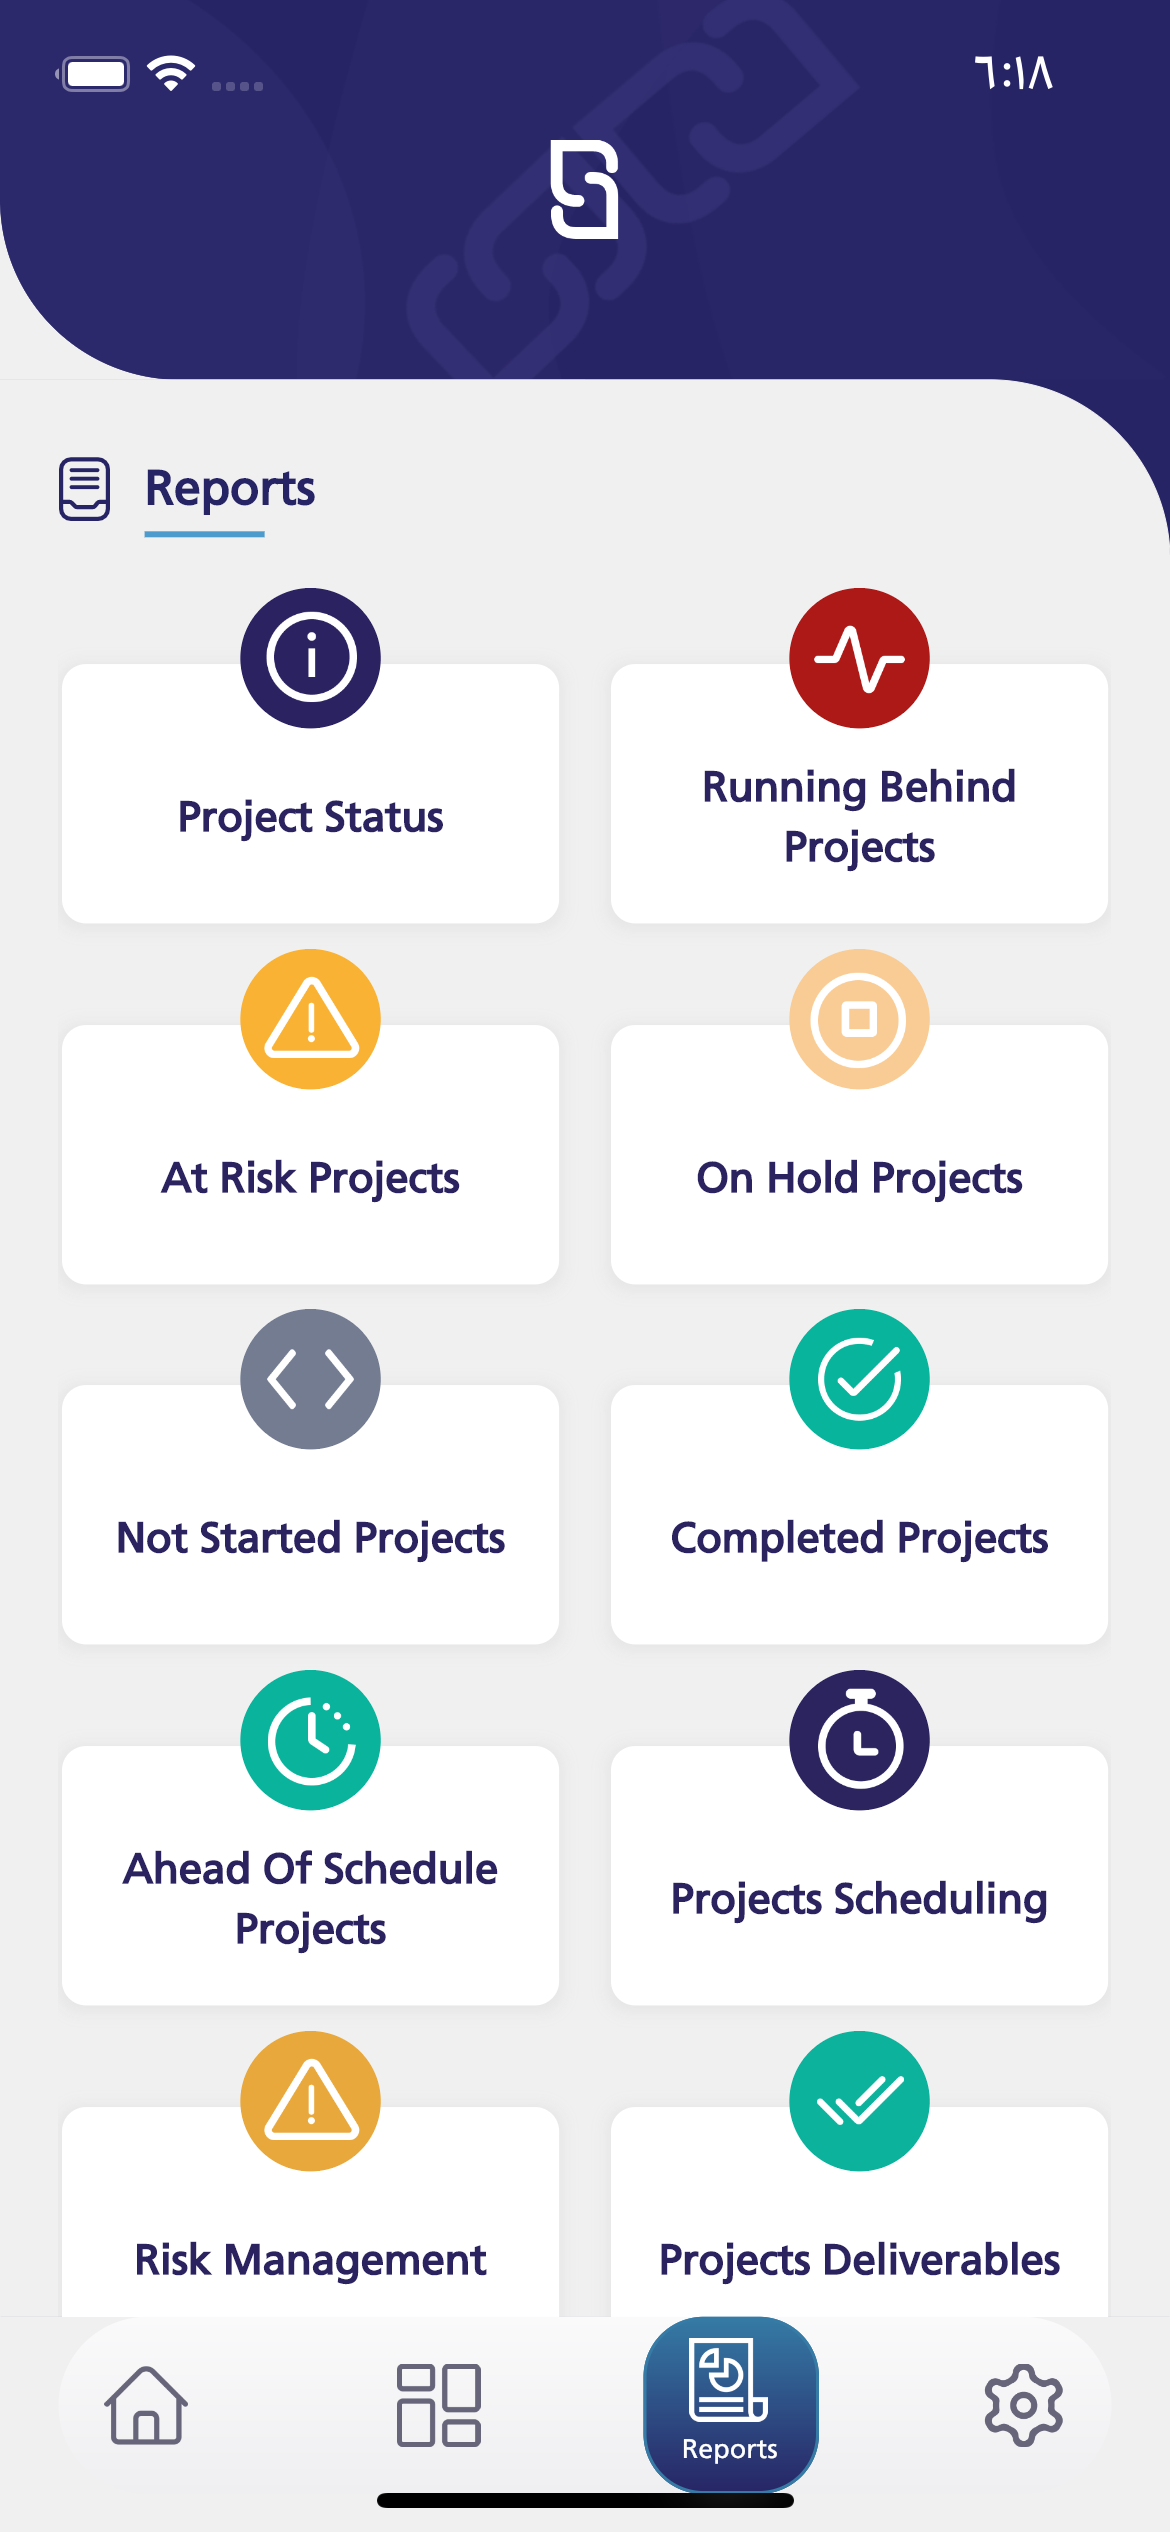 ٦:١٨
Reports
Project Status
Running Behind
Projects
At Risk Projects
On Hold Projects
Not Started Projects
Completed Projects
Ahead Of Schedule
Projects
Projects Scheduling
Risk Management
Projects Deliverables
Reports